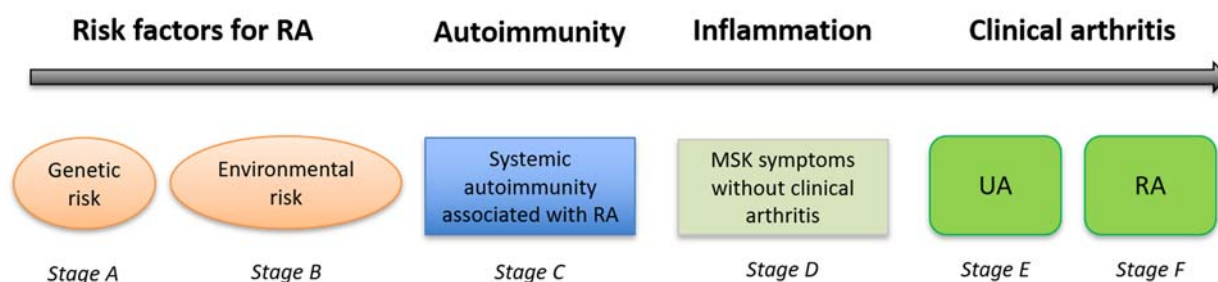 Risk factors for RA
Autoimmunity
Inflammation
Clinical arthritis
Genetic
risk
Environmental
risk
Systemic
autoimmunity
associated with RA
MSK symptoms
without clinical
arthritis
UA
RA
Stage A
Stage B
Stage C
Stage D
Stage E
Stage F